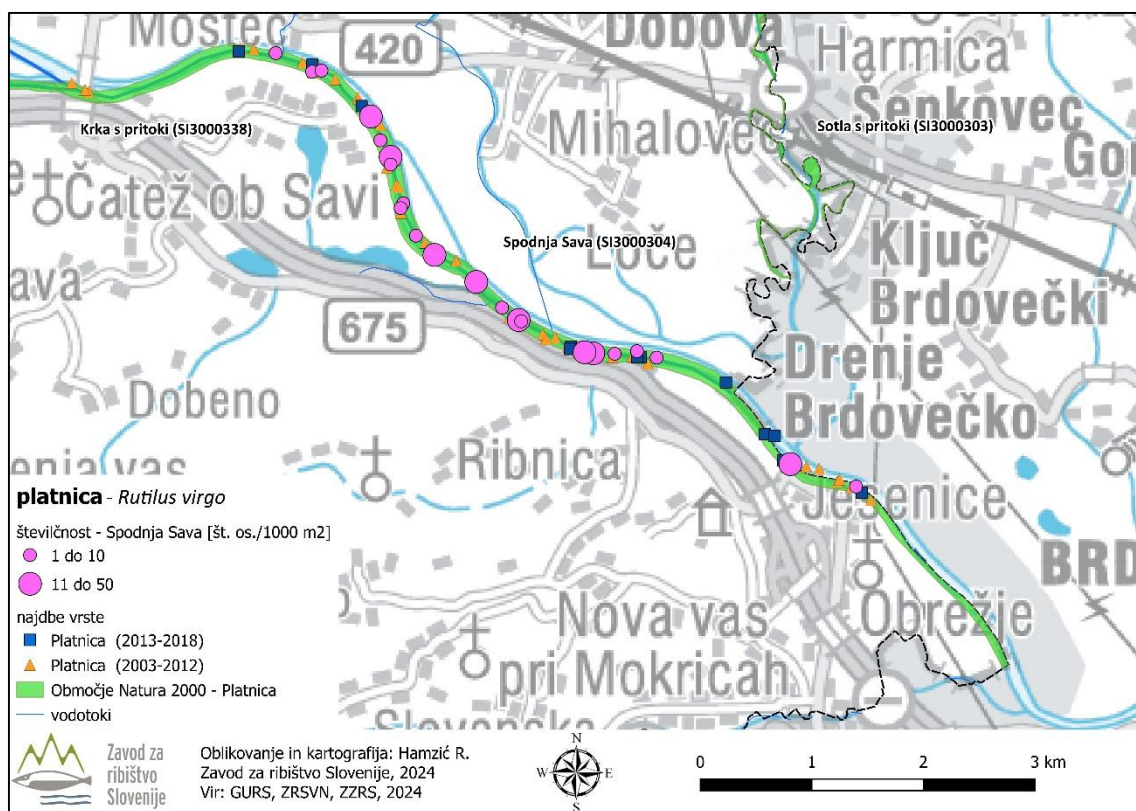 Mostec
420
Dobova
Harmica
Šenkovec
Mihalovec
Sotla s pritoki (SI3000303)
Krka s pritoki (SI3000338)
Čatež ob Savi
Spodnja Sava (SI3000304)
Loče
Ključ
Brdovečki
675
Drenje
Brdovečko
Dobeno
Ribnica
Jesenice
BRD
Obrežje
Nova vas
pri Mokricah
Slovenska
platnica - Rutilus virgo
številčnost - Spodnja Sava [št. os./1000 m2]
1 do 10
11 do 50
najdbe vrste
Platnica (2013-2018)
Platnica (2003-2012)
Območje Natura 2000 - Platnica
vodotoki
Zavod za
ribištvo
Slovenije
Oblikovanje in kartografija: Hamzić R.
Zavod za ribištvo Slovenije, 2024
Vir: GURS, ZRSVN, ZZRS, 2024
N
W E
S
0 1 2 3 km